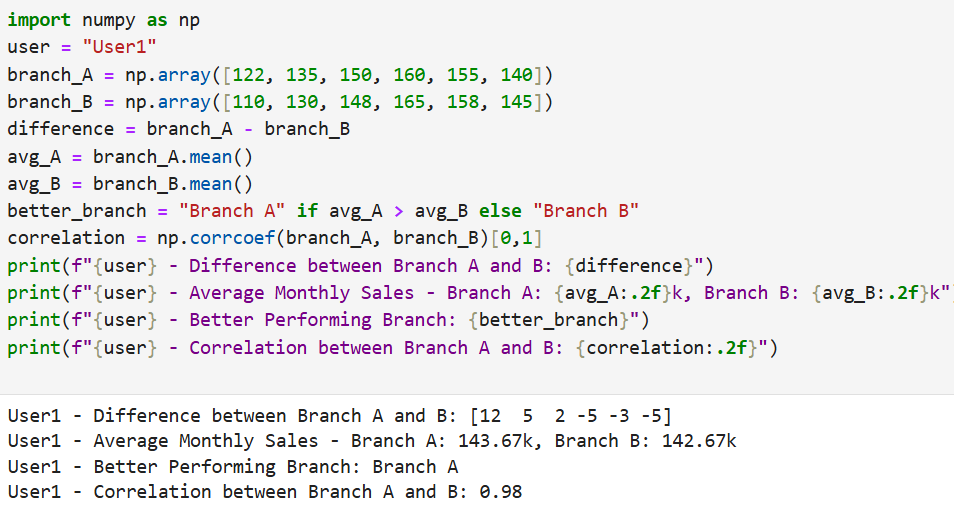 import numpy as np
user = "User1"
branch_A = np.array([122, 135, 150, 160, 155, 140])
branch_B = np.array([110, 130, 148, 165, 158, 145])
difference = branch_A - branch_B
avg_A = branch_A.mean()
avg_B = branch_B.mean()
better_branch = "Branch A" if avg_A > avg_B else "Branch B"
correlation = np.corrcoef(branch_A, branch_B)[0,1]
print(f"{user} - Difference between Branch A and B: {difference}")
print(f"{user} - Average Monthly Sales - Branch A: {avg_A:.2f}k, Branch B: {avg_B:.2f}k")
print(f"{user} - Better Performing Branch: {better_branch}")
print(f"{user} - Correlation between Branch A and B: {correlation:.2f}")
User1 - Difference between Branch A and B: [12  5  2 -5 -3 -5]
User1 - Average Monthly Sales - Branch A: 143.67k, Branch B: 142.67k
User1 - Better Performing Branch: Branch A
User1 - Correlation between Branch A and B: 0.98